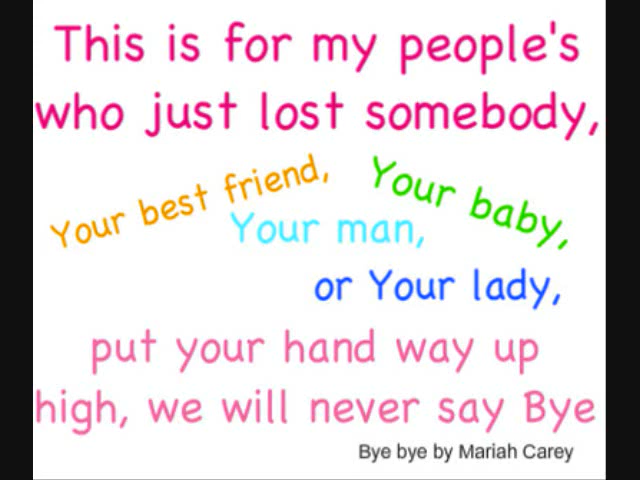 This is for my people's
who just lost somebody,
Your best friend,
Your baby,
Your man,
or Your lady,
put your hand way up
high, we will never say Bye
Bye bye by Mariah Carey